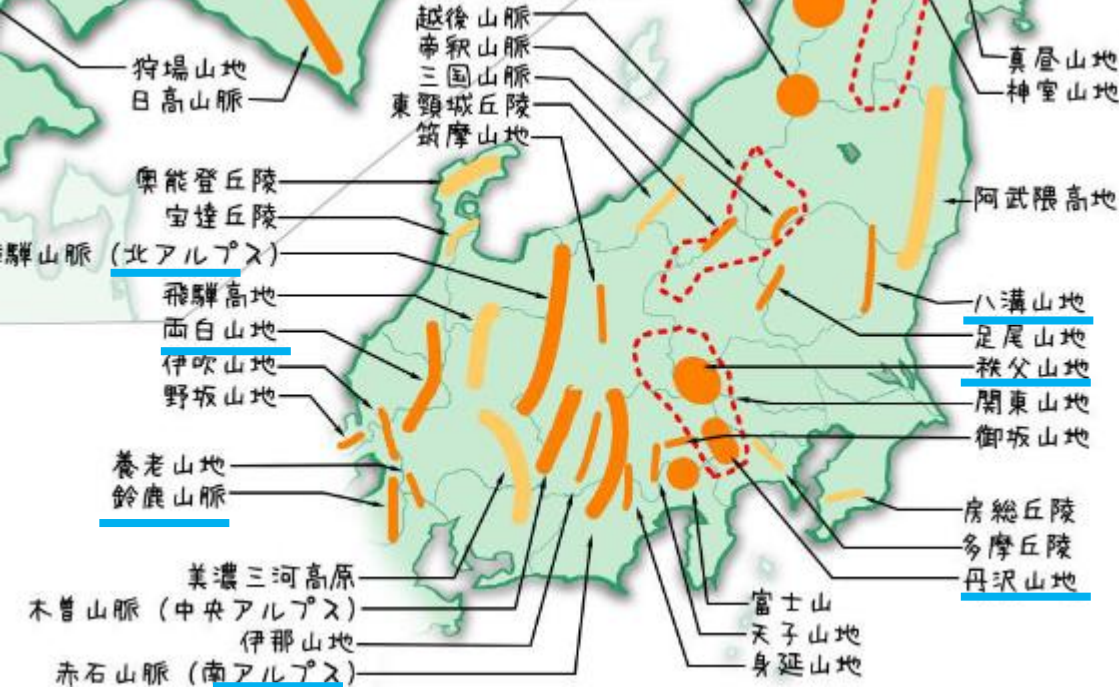 越後山脈
帝釈山脈
三国山脈
東頸城丘陵
筑摩山地
狩場山地
日高山脈
真昼山地
神室山地
奥能登丘陵
宝達丘陵
騨山脈（北アルプス）
飛騨高地
両白山地
伊吹山地
野坂山地
養老山地
鈴鹿山脈
阿武隈高地
八溝山地
足尾山地
秩父山地
関東山地
御坂山地
房総丘陵
多摩丘陵
丹沢山地
美濃三河高原
木曽山脈（中央アルプス）
伊那山地
赤石山脈（南アルプス）
富士山
天子山地
身延山地